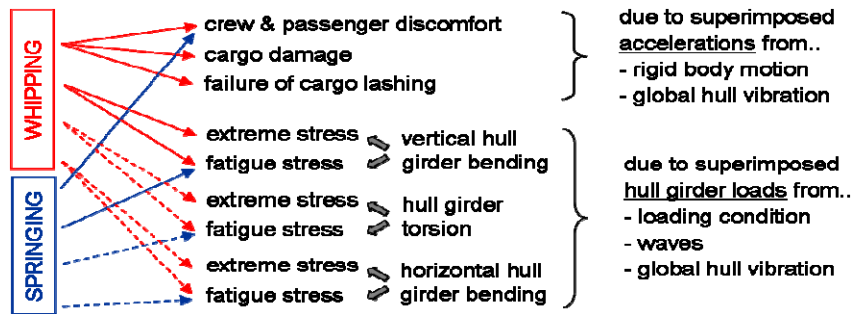 WHIPPING
SPRINGING
crew & passenger discomfort
cargo damage
failure of cargo lashing
due to superimposed
accelerations from..
- rigid body motion
- global hull vibration
extreme stress
fatigue stress
vertical hull
girder bending
extreme stress
fatigue stress
hull girder
torsion
extreme stress
fatigue stress
horizontal hull
girder bending
due to superimposed
hull girder loads from..
- loading condition
- waves
- global hull vibration